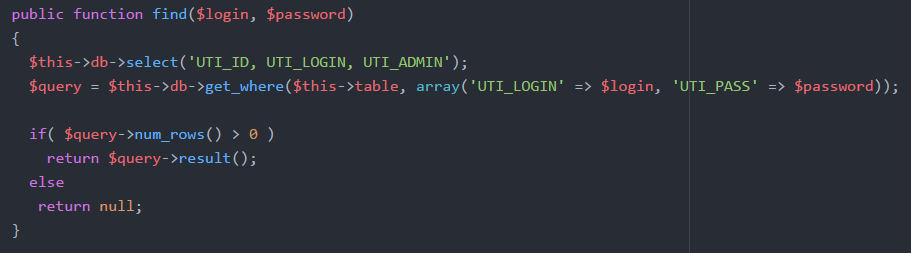 public function find($login, $password)
{
$this->db->select('UTI_ID, UTI_LOGIN, UTI_ADMIN');
$query = $this->db->get_where($this->table, array('UTI_LOGIN' => $login, 'UTI_PASS' => $password));
if( $query->num_rows() > 0 )
return $query->result();
else
return null;
}